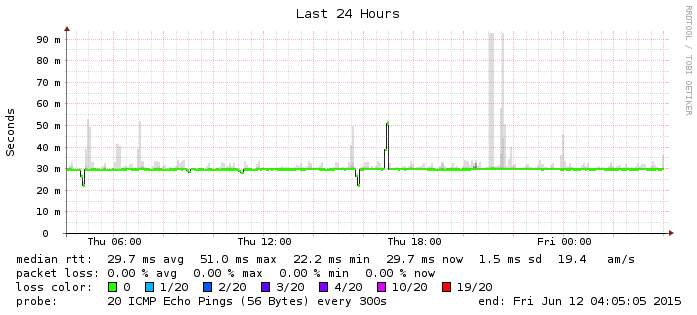 Last 24 Hours
RRDTOOL / TOBI OETIKER
Seconds
90 m
80 m
70 m
60 m
50 m
40 m
30 m
20 m
10 m
0
Thu 06:00 Thu 12:00 Thu 18:00 Fri 00:00
median rtt: 29.7 ms avg 51.0 ms max 22.2 ms min 29.7 ms now 1.5 ms sd 19.4 am/s
packet loss: 0.00 % avg 0.00 % max 0.00 % min 0.00 % now
loss color: 0 1/20 2/20 3/20 4/20 10/20 19/20
probe: 20 ICMP Echo Pings (56 Bytes) every 300s end: Fri Jun 12 04:05:05 2015